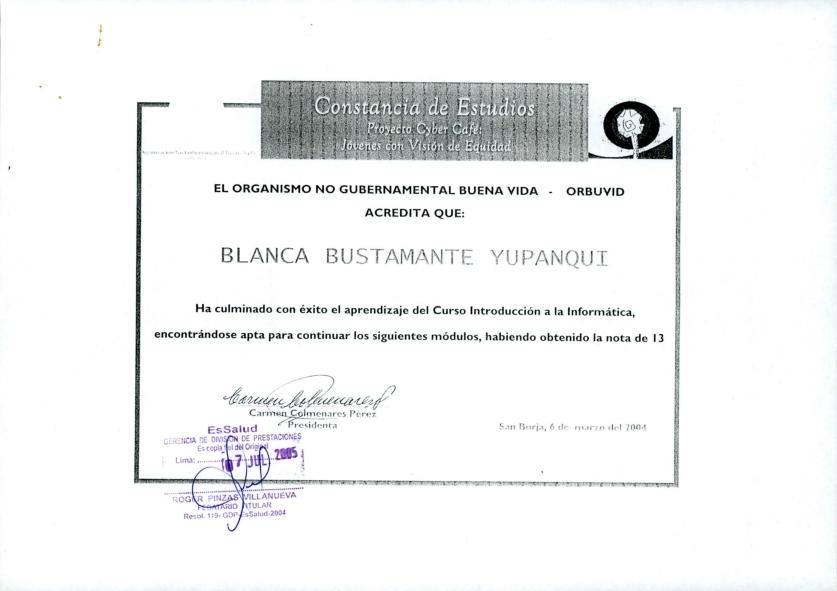 Constancia de Estudios
Proyecto Cyber Café:
Jóvenes con Visión de Equidad
EL ORGANISMO NO GUBERNAMENTAL BUENA VIDA - ORBUVID
ACREDITA QUE:
BLANCA BUSTAMANTE YUPANQUI
Ha culminado con éxito el aprendizaje del Curso Introducción a la Informática,
encontrándose apta para continuar los siguientes módulos, habiendo obtenido la nota de 13
Carmen Colmenares Pérez
Presidenta
San Borja, 6 de marzo del 2004
EsSalud
GERENCIA DE DIVISIÓN DE PRESTACIONES
Es copia fiel del Original
Lima: 07 JUL 2005
ROGER PINZAS VILLANUEVA
FEDATARIO TITULAR
Resol. 119- GDP-EsSalud-2004